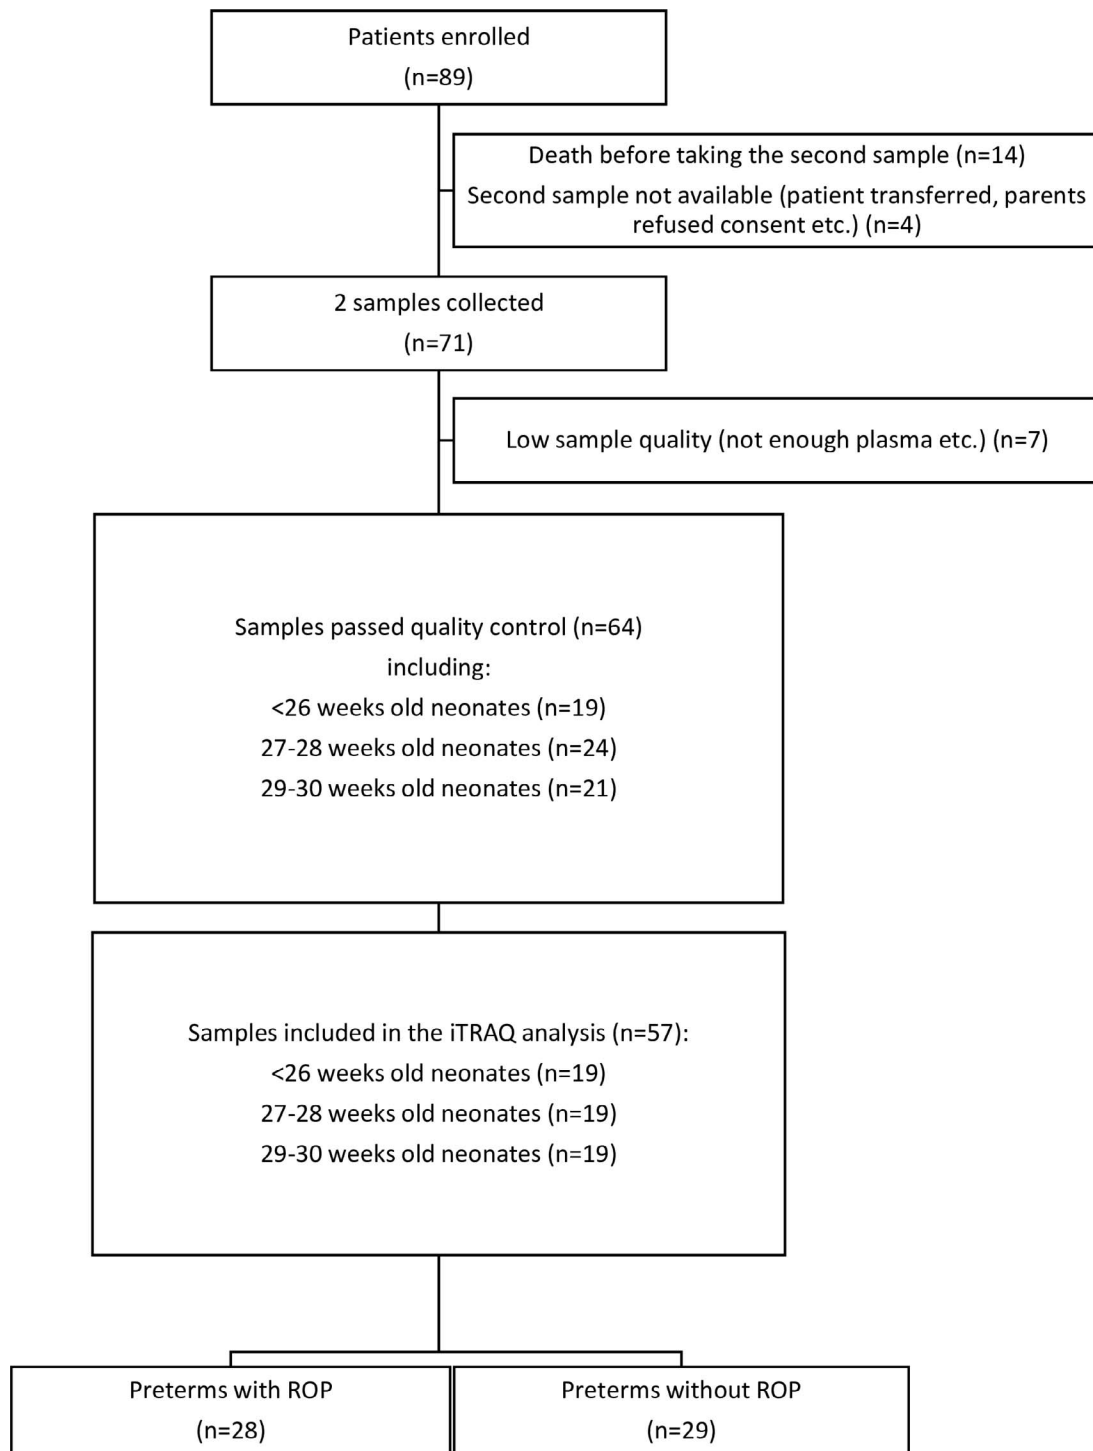 Patients enrolled
(n=89)
Death before taking the second sample (n=14)
Second sample not available (patient transferred, parents
refused consent etc.) (n=4)
2 samples collected
(n=71)
Low sample quality (not enough plasma etc.) (n=7)
Samples passed quality control (n=64)
including:
<26 weeks old neonates (n=19)
27-28 weeks old neonates (n=24)
29-30 weeks old neonates (n=21)
Samples included in the iTRAQ analysis (n=57):
<26 weeks old neonates (n=19)
27-28 weeks old neonates (n=19)
29-30 weeks old neonates (n=19)
Preterms with ROP
(n=28)
Preterms without ROP
(n=29)